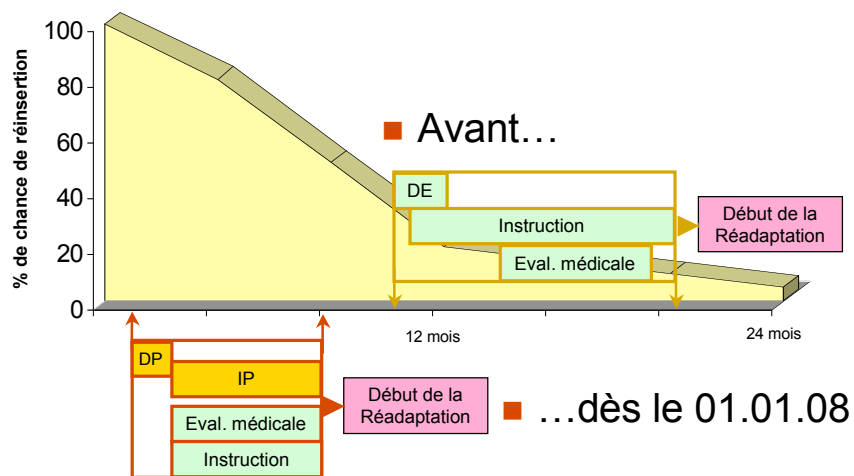 % de chance de réinsertion
100
80
60
40
20
0
Avant…
DE
Instruction
Eval. médicale
Début de la
Réadaptation
12 mois
24 mois
DP
IP
Eval. médicale
Instruction
Début de la
Réadaptation
…dès le 01.01.08